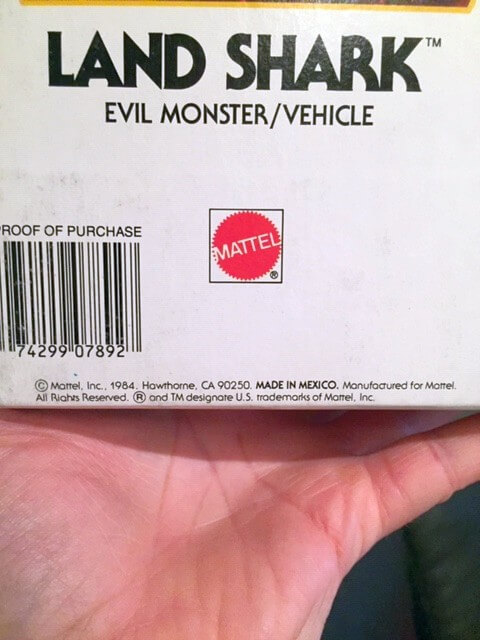 LAND SHARK™
EVIL MONSTER/VEHICLE
PROOF OF PURCHASE
MATTEL
®
74299 07892
© Mattel, Inc., 1984. Hawthorne, CA 90250. MADE IN MEXICO. Manufactured for Mattel.
All Rights Reserved. ® and TM designate U.S. trademarks of Mattel, Inc.